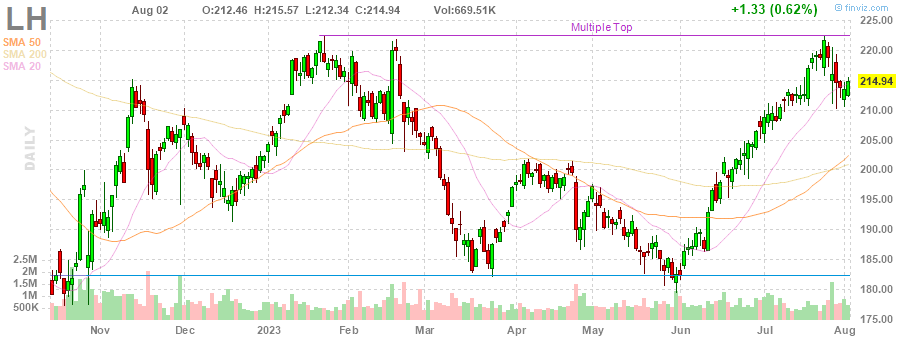 LH Aug 02 O:212.46 H:215.57 L:212.34 C:214.94 Vol:669.51K +1.33 (0.62%) © finviz.com
SMA 50
SMA 200
SMA 20
DAILY
Multiple Top
225.00
220.00
214.94
210.00
205.00
200.00
195.00
190.00
185.00
180.00
175.00
2.5M
2M
1.5M
1M
500K
Nov Dec 2023 Feb Mar Apr May Jun Jul Aug